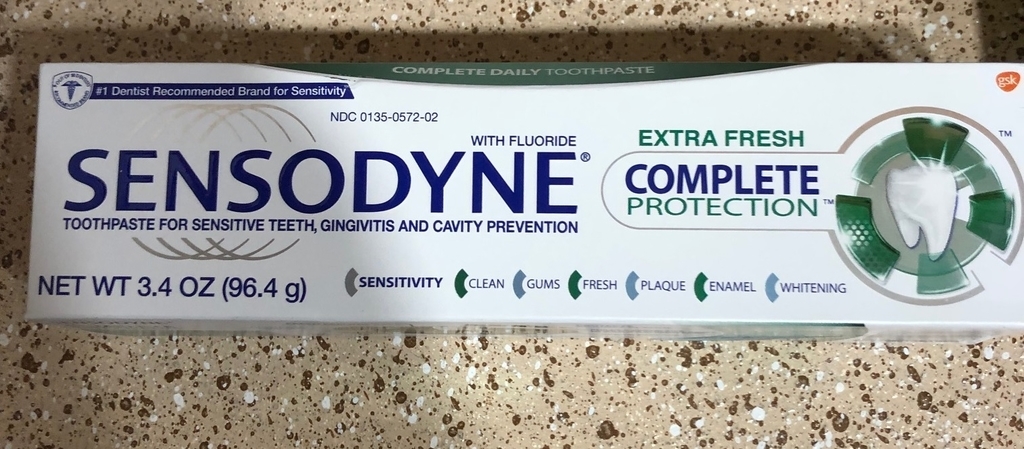 COMPLETE DAILY TOOTHPASTE
#1 Dentist Recommended Brand for Sensitivity
gsk
NDC 0135-0572-02
WITH FLUORIDE
SENSODYNE®
TOOTHPASTE FOR SENSITIVE TEETH, GINGIVITIS AND CAVITY PREVENTION
EXTRA FRESH
COMPLETE
PROTECTION™
TM
NET WT 3.4 OZ (96.4 g)
SENSITIVITY CLEAN GUMS FRESH PLAQUE ENAMEL WHITENING